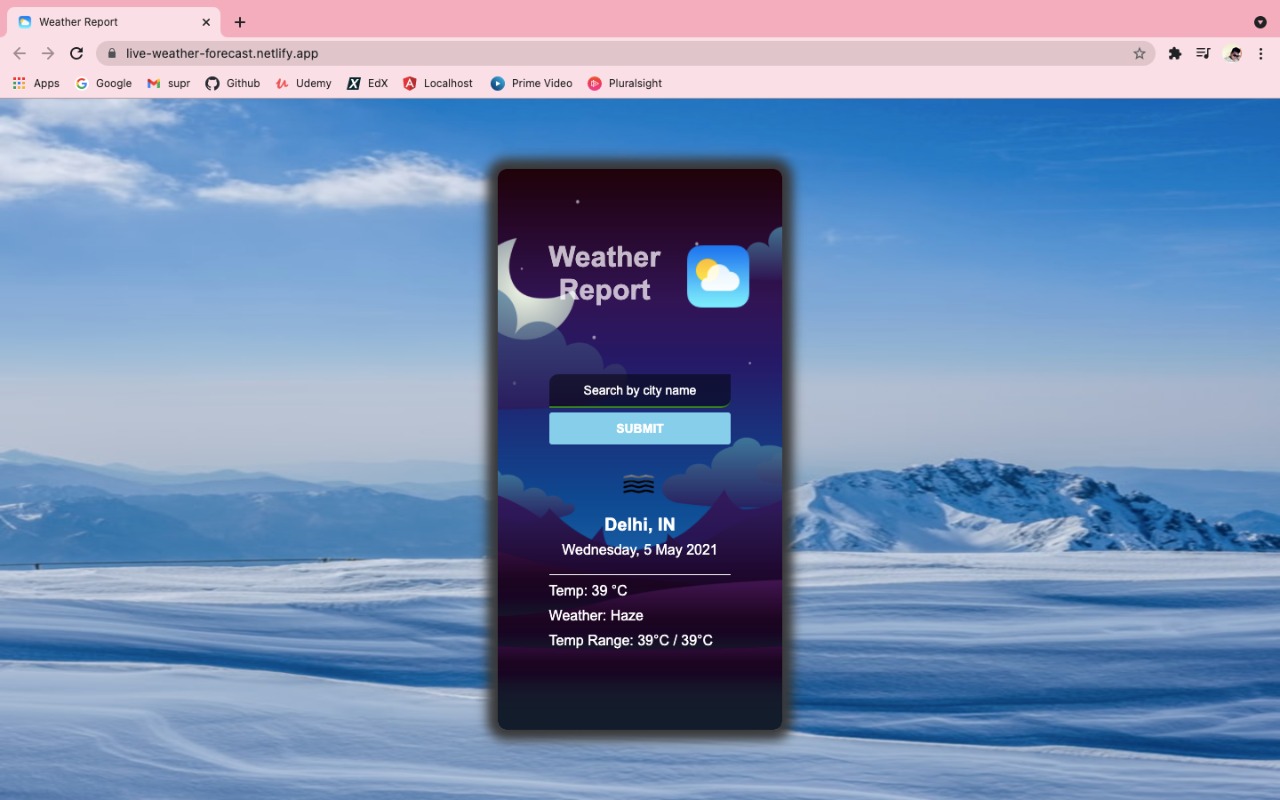 Weather Report
live-weather-forecast.netlify.app
Apps Google supr Github Udemy EdX Localhost Prime Video Pluralsight
Weather
Report
Search by city name
SUBMIT
Delhi, IN
Wednesday, 5 May 2021
Temp: 39 °C
Weather: Haze
Temp Range: 39°C / 39°C